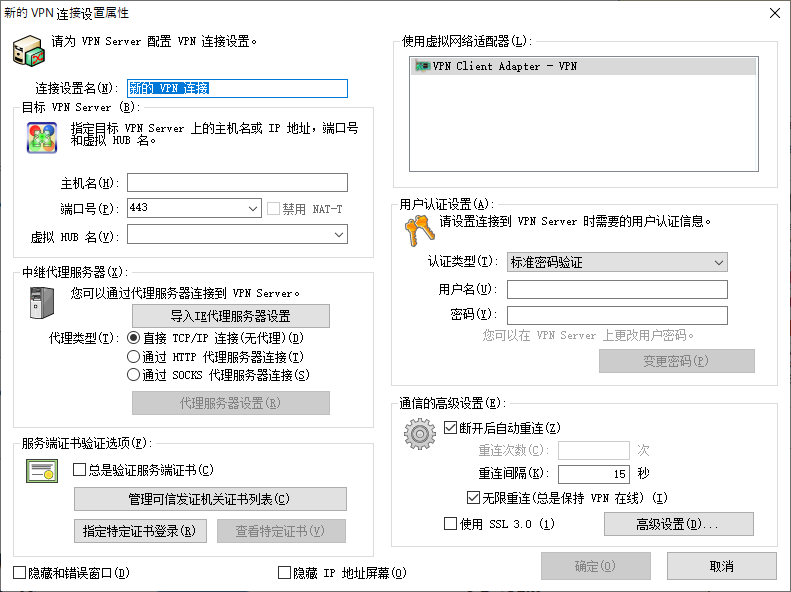 新的 VPN 连接设置属性
请为 VPN Server 配置 VPN 连接设置。
连接设置名(N):
新的 VPN 连接
目标 VPN Server (B):
指定目标 VPN Server 上的主机名或 IP 地址，端口号
和虚拟 HUB 名。
主机名(H):
端口号(P):
443
禁用 NAT-T
虚拟 HUB 名(V):
中继代理服务器(X):
您可以通过代理服务器连接到 VPN Server。
导入IE代理服务器设置
代理类型(T):
直接 TCP/IP 连接(无代理)(D)
通过 HTTP 代理服务器连接(T)
通过 SOCKS 代理服务器连接(S)
代理服务器设置(R)
服务端证书验证选项(F):
总是验证服务端证书(C)
管理可信发证机关证书列表(C)
指定特定证书登录(R)
查看特定证书(V)
隐藏和错误窗口(D)
隐藏 IP 地址屏幕(O)
使用虚拟网络适配器(L):
VPN Client Adapter - VPN
用户认证设置(A):
请设置连接到 VPN Server 时需要的用户认证信息。
认证类型(T):
标准密码验证
用户名(U):
密码(Y):
您可以在 VPN Server 上更改用户密码。
变更密码(P)
通信的高级设置(E):
断开后自动重连(Z)
重连次数(C):
次
重连间隔(K):
15
秒
无限重连(总是保持 VPN 在线) (I)
使用 SSL 3.0 (1)
高级设置(D)...
确定(O)
取消